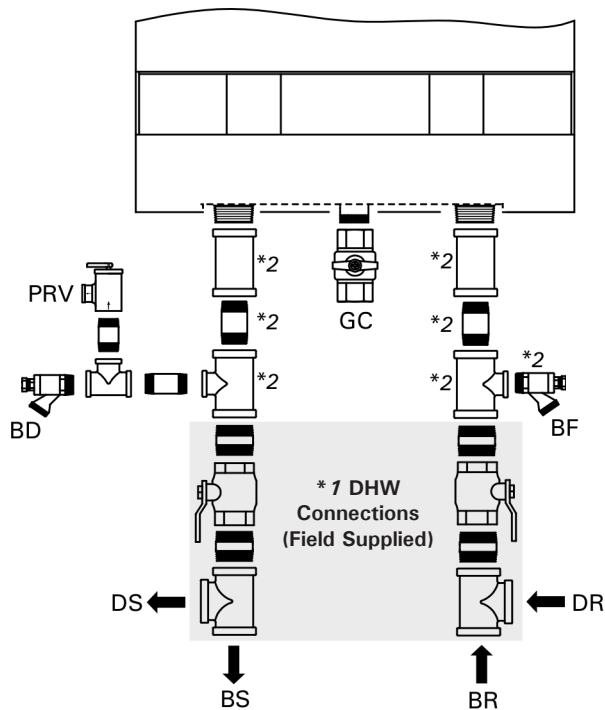 *2
*2
PRV
GC
*2
*2
*2
*2
*2
BD
BF
*1 DHW
Connections
(Field Supplied)
DS
DR
BS
BR